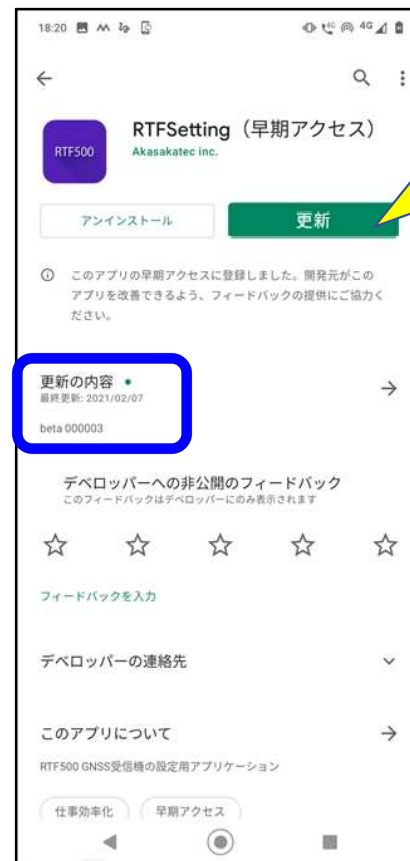 18:20
4G
RTF500
RTFSetting（早期アクセス）
Akasakatec inc.
アンインストール
更新
このアプリの早期アクセスに登録しました。開発元がこの
アプリを改善できるよう、フィードバックの提供にご協力く
ださい。
更新の内容
最終更新: 2021/02/07
beta 000003
デベロッパーへの非公開のフィードバック
このフィードバックはデベロッパーにのみ表示されます
フィードバックを入力
デベロッパーの連絡先
このアプリについて
RTF500 GNSS受信機の設定用アプリケーション
仕事効率化
早期アクセス